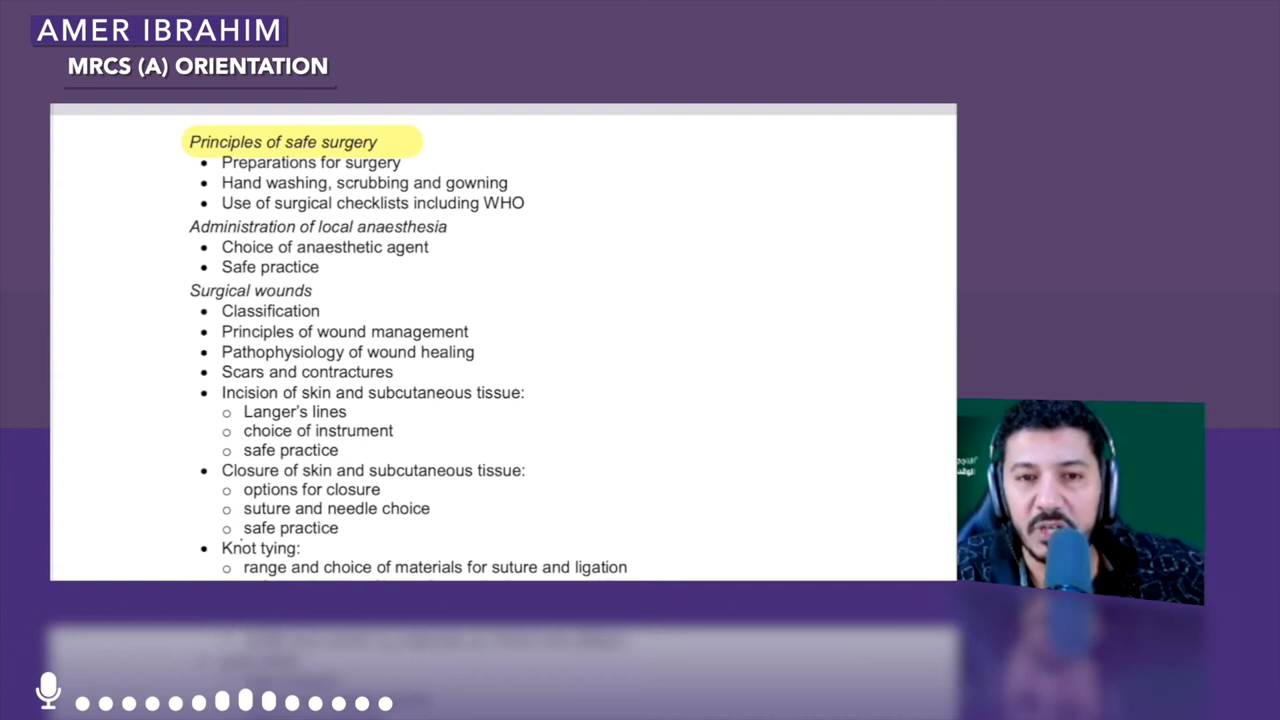 AMER IBRAHIM
MRCS (A) ORIENTATION
Principles of safe surgery
• Preparations for surgery
• Hand washing, scrubbing and gowning
• Use of surgical checklists including WHO
Administration of local anaesthesia
• Choice of anaesthetic agent
• Safe practice
Surgical wounds
• Classification
• Principles of wound management
• Pathophysiology of wound healing
• Scars and contractures
• Incision of skin and subcutaneous tissue:
o Langer's lines
o choice of instrument
o safe practice
• Closure of skin and subcutaneous tissue:
o options for closure
o suture and needle choice
o safe practice
• Knot tying:
o range and choice of materials for suture and ligation